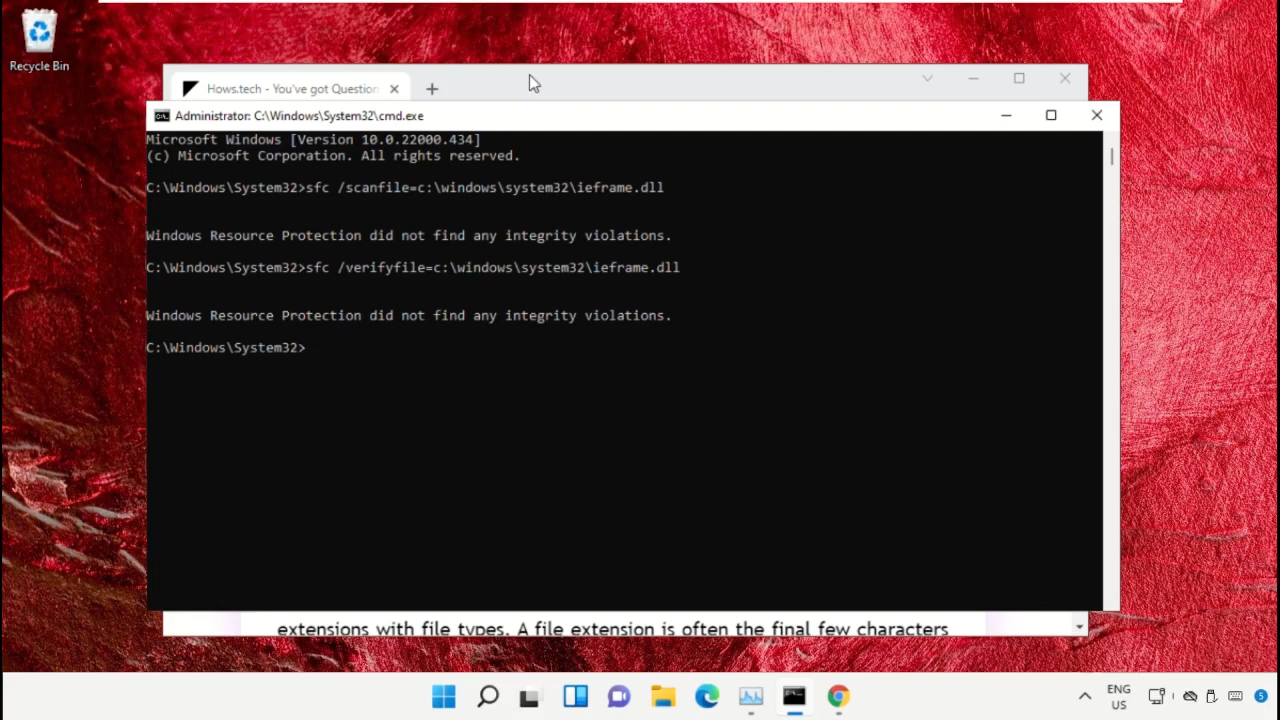 Recycle Bin
Hows.tech - You've got Question
Administrator: C:\Windows\System32\cmd.exe
Microsoft Windows [Version 10.0.22000.434]
(c) Microsoft Corporation. All rights reserved.
C:\Windows\System32>sfc /scanfile=c:\windows\system32\ieframe.dll
Windows Resource Protection did not find any integrity violations.
C:\Windows\System32>sfc /verifyfile=c:\windows\system32\ieframe.dll
Windows Resource Protection did not find any integrity violations.
C:\Windows\System32>
extensions with file types. A file extension is often the final few characters
ENG
US
5